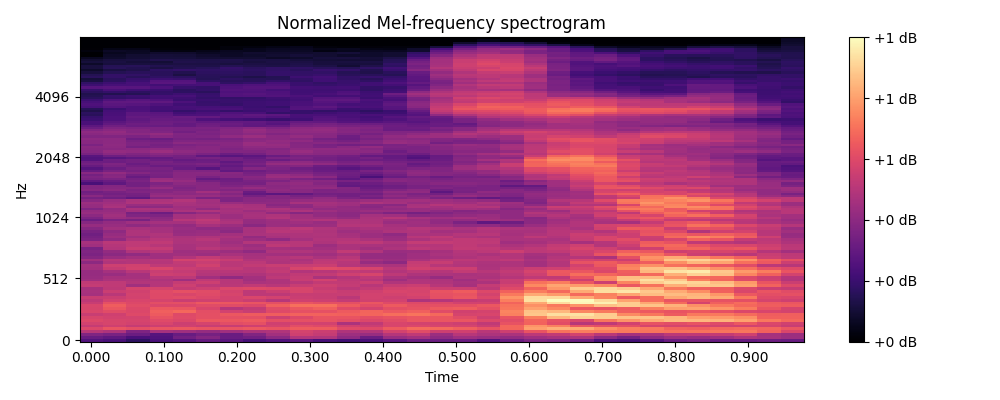 Normalized Mel-frequency spectrogram
Hz
4096
2048
1024
512
0
0.000 0.100 0.200 0.300 0.400 0.500 0.600 0.700 0.800 0.900
Time
+1 dB
+1 dB
+1 dB
+0 dB
+0 dB
+0 dB